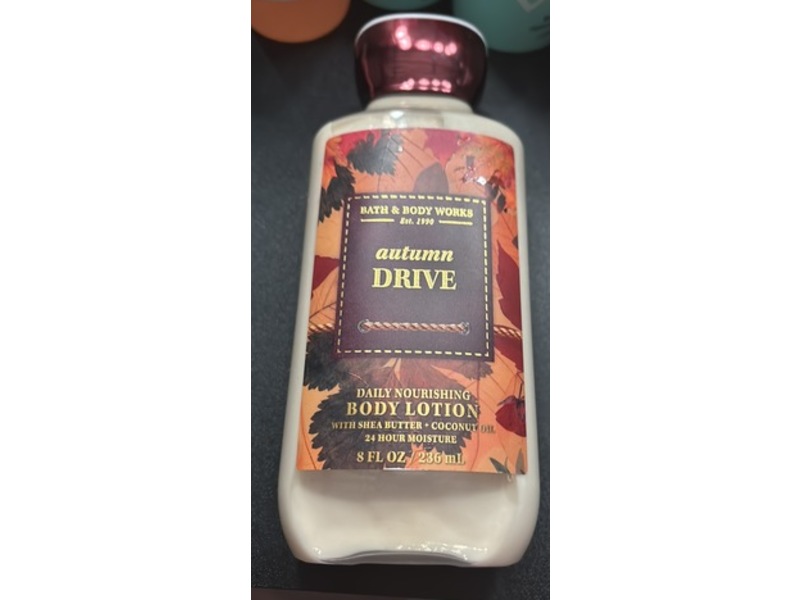 BATH & BODY WORKS
Est. 1990
autumn
DRIVE
DAILY NOURISHING
BODY LOTION
WITH SHEA BUTTER + COCONUT OIL
24 HOUR MOISTURE
8 FL OZ / 236 mL